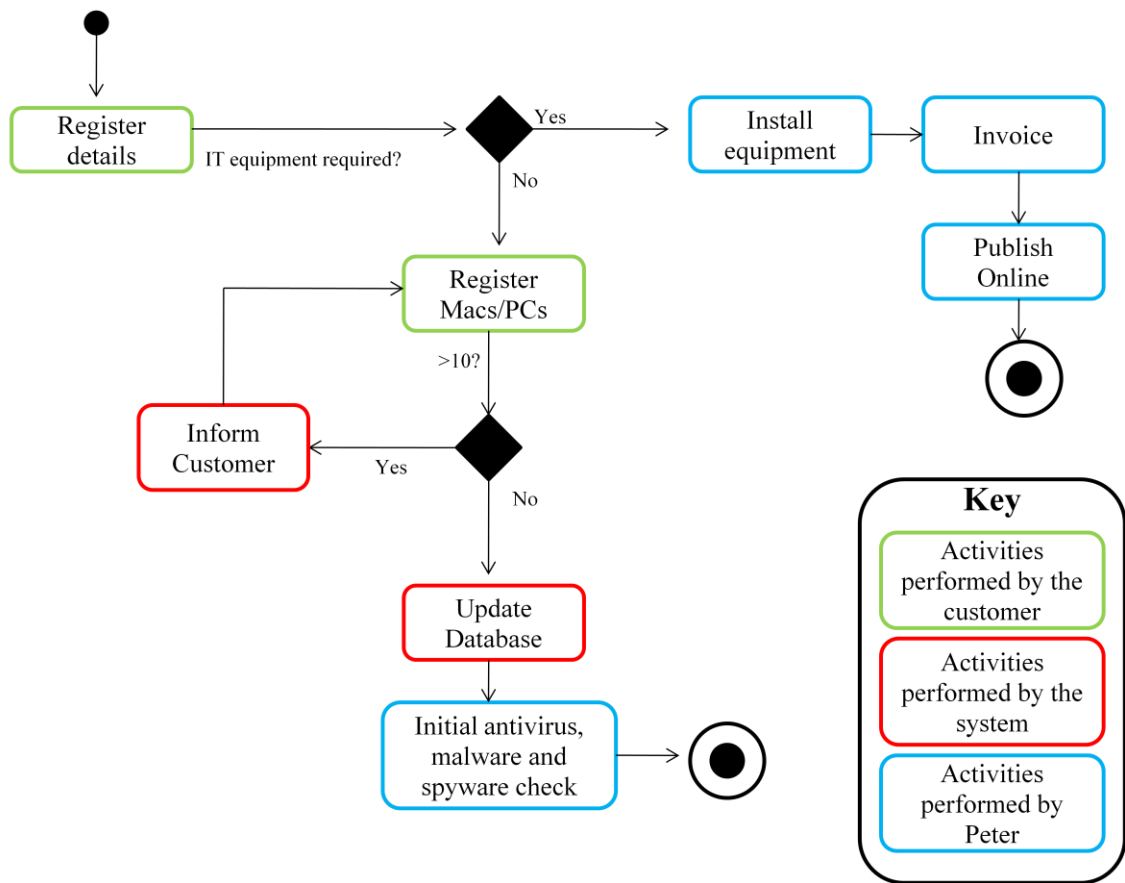 Register
details
IT equipment required?
Yes
No
Install
equipment
Invoice
Publish
Online
Register
Macs/PCs
>10?
Inform
Customer
Yes
No
Update
Database
Initial antivirus,
malware and
spyware check
Key
Activities
performed by the
customer
Activities
performed by the
system
Activities
performed by
Peter